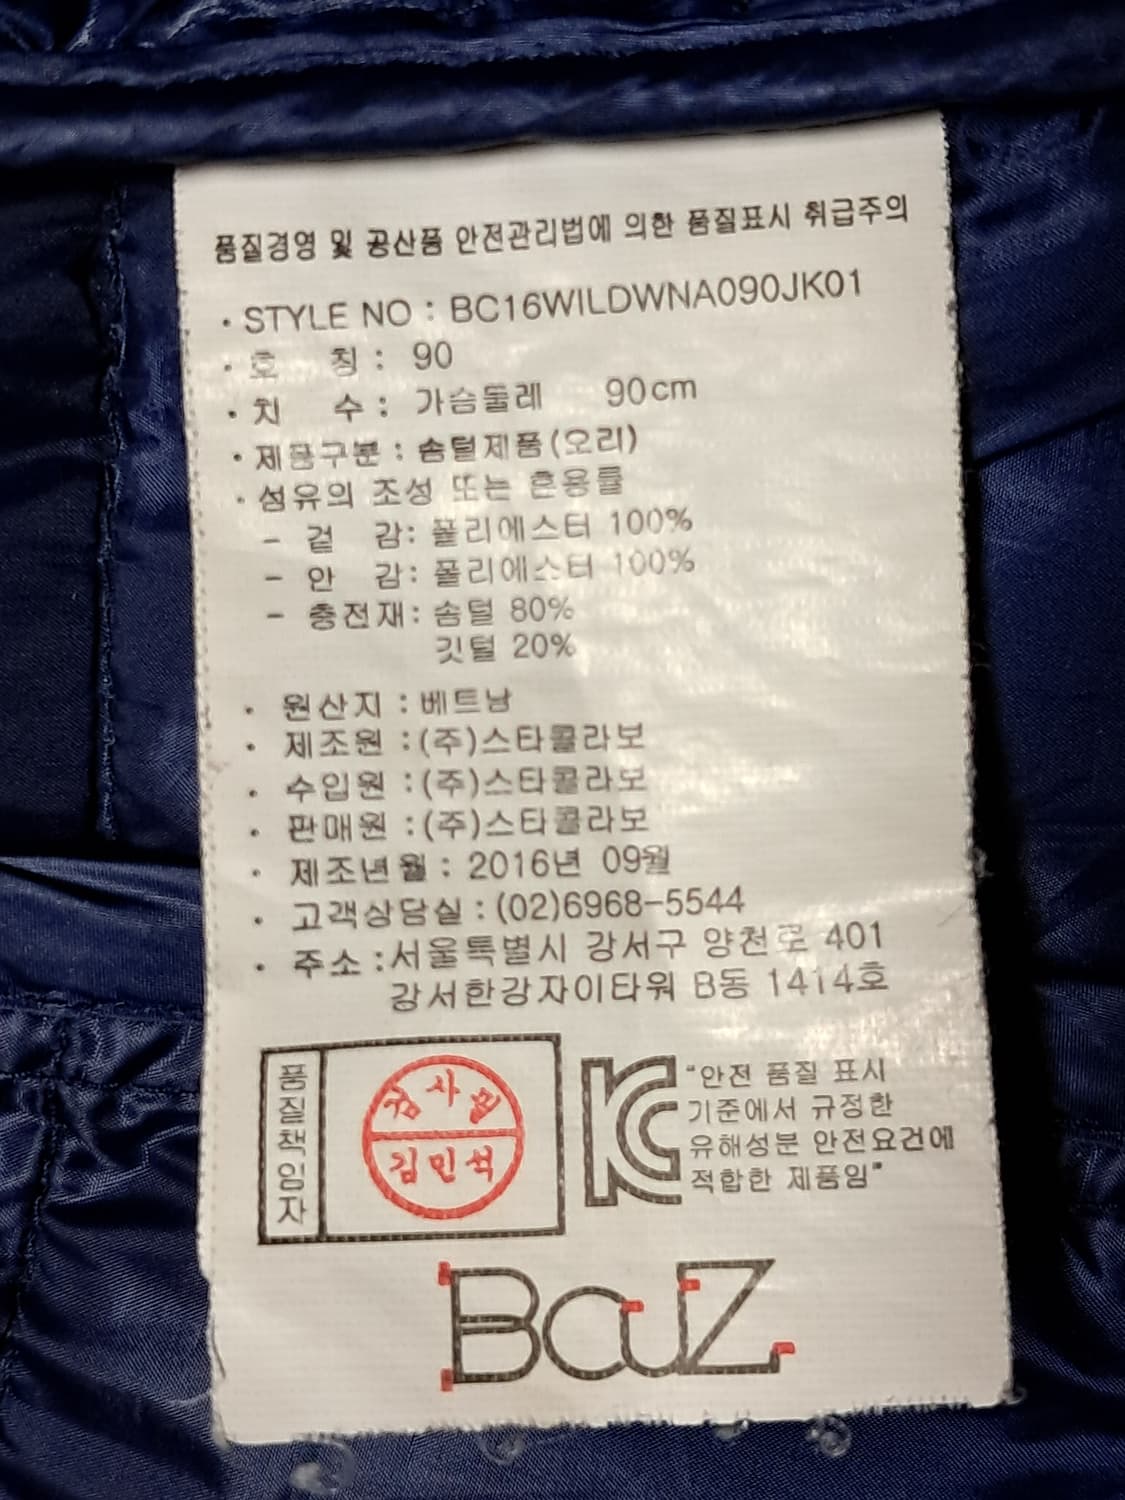 품질경영 및 공산품 안전관리법에 의한 품질표시 취급주의
· STYLE NO : BC16WILDWNA090JK01
· 호 칭 : 90
· 치 수 : 가슴둘레 90cm
· 제품구분 : 솜털제품(오리)
· 섬유의 조성 또는 혼용률
- 겉 감: 폴리에스터 100%
- 안 감: 폴리에스터 100%
- 충전재: 솜털 80%
깃털 20%
· 원산지 : 베트남
· 제조원 : (주)스타콜라보
· 수입원 : (주)스타콜라보
· 판매원 : (주)스타콜라보
· 제조년월 : 2016년 09월
· 고객상담실 : (02)6968-5544
· 주소 : 서울특별시 강서구 양천로 401
강서한강자이타워 B동 1414호
품질책임자
검사필
김민석
KC
"안전 품질 표시
기준에서 규정한
유해성분 안전요건에
적합한 제품임"
BCUZ